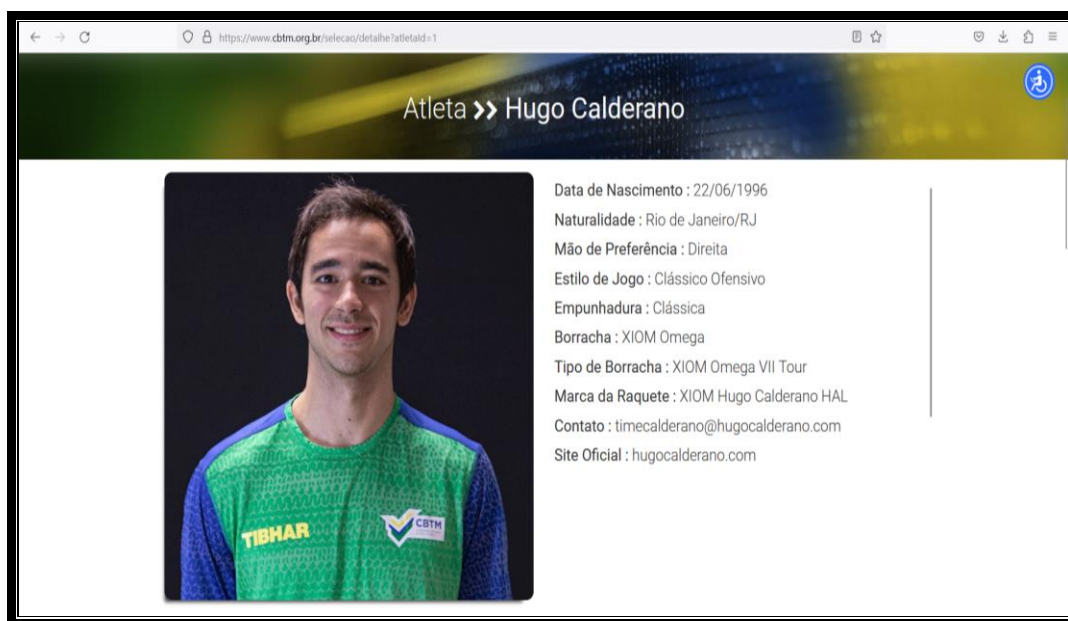 https://www.cbtm.org.br/selecao/detalhe?atletaId=1
Atleta >> Hugo Calderano
Data de Nascimento : 22/06/1996
Naturalidade : Rio de Janeiro/RJ
Mão de Preferência : Direita
Estilo de Jogo : Clássico Ofensivo
Empunhadura : Clássica
Borracha : XIOM Omega
Tipo de Borracha : XIOM Omega VII Tour
Marca da Raquete : XIOM Hugo Calderano HAL
Contato : timecalderano@hugocalderano.com
Site Oficial : hugocalderano.com
TIBHAR
CBTM